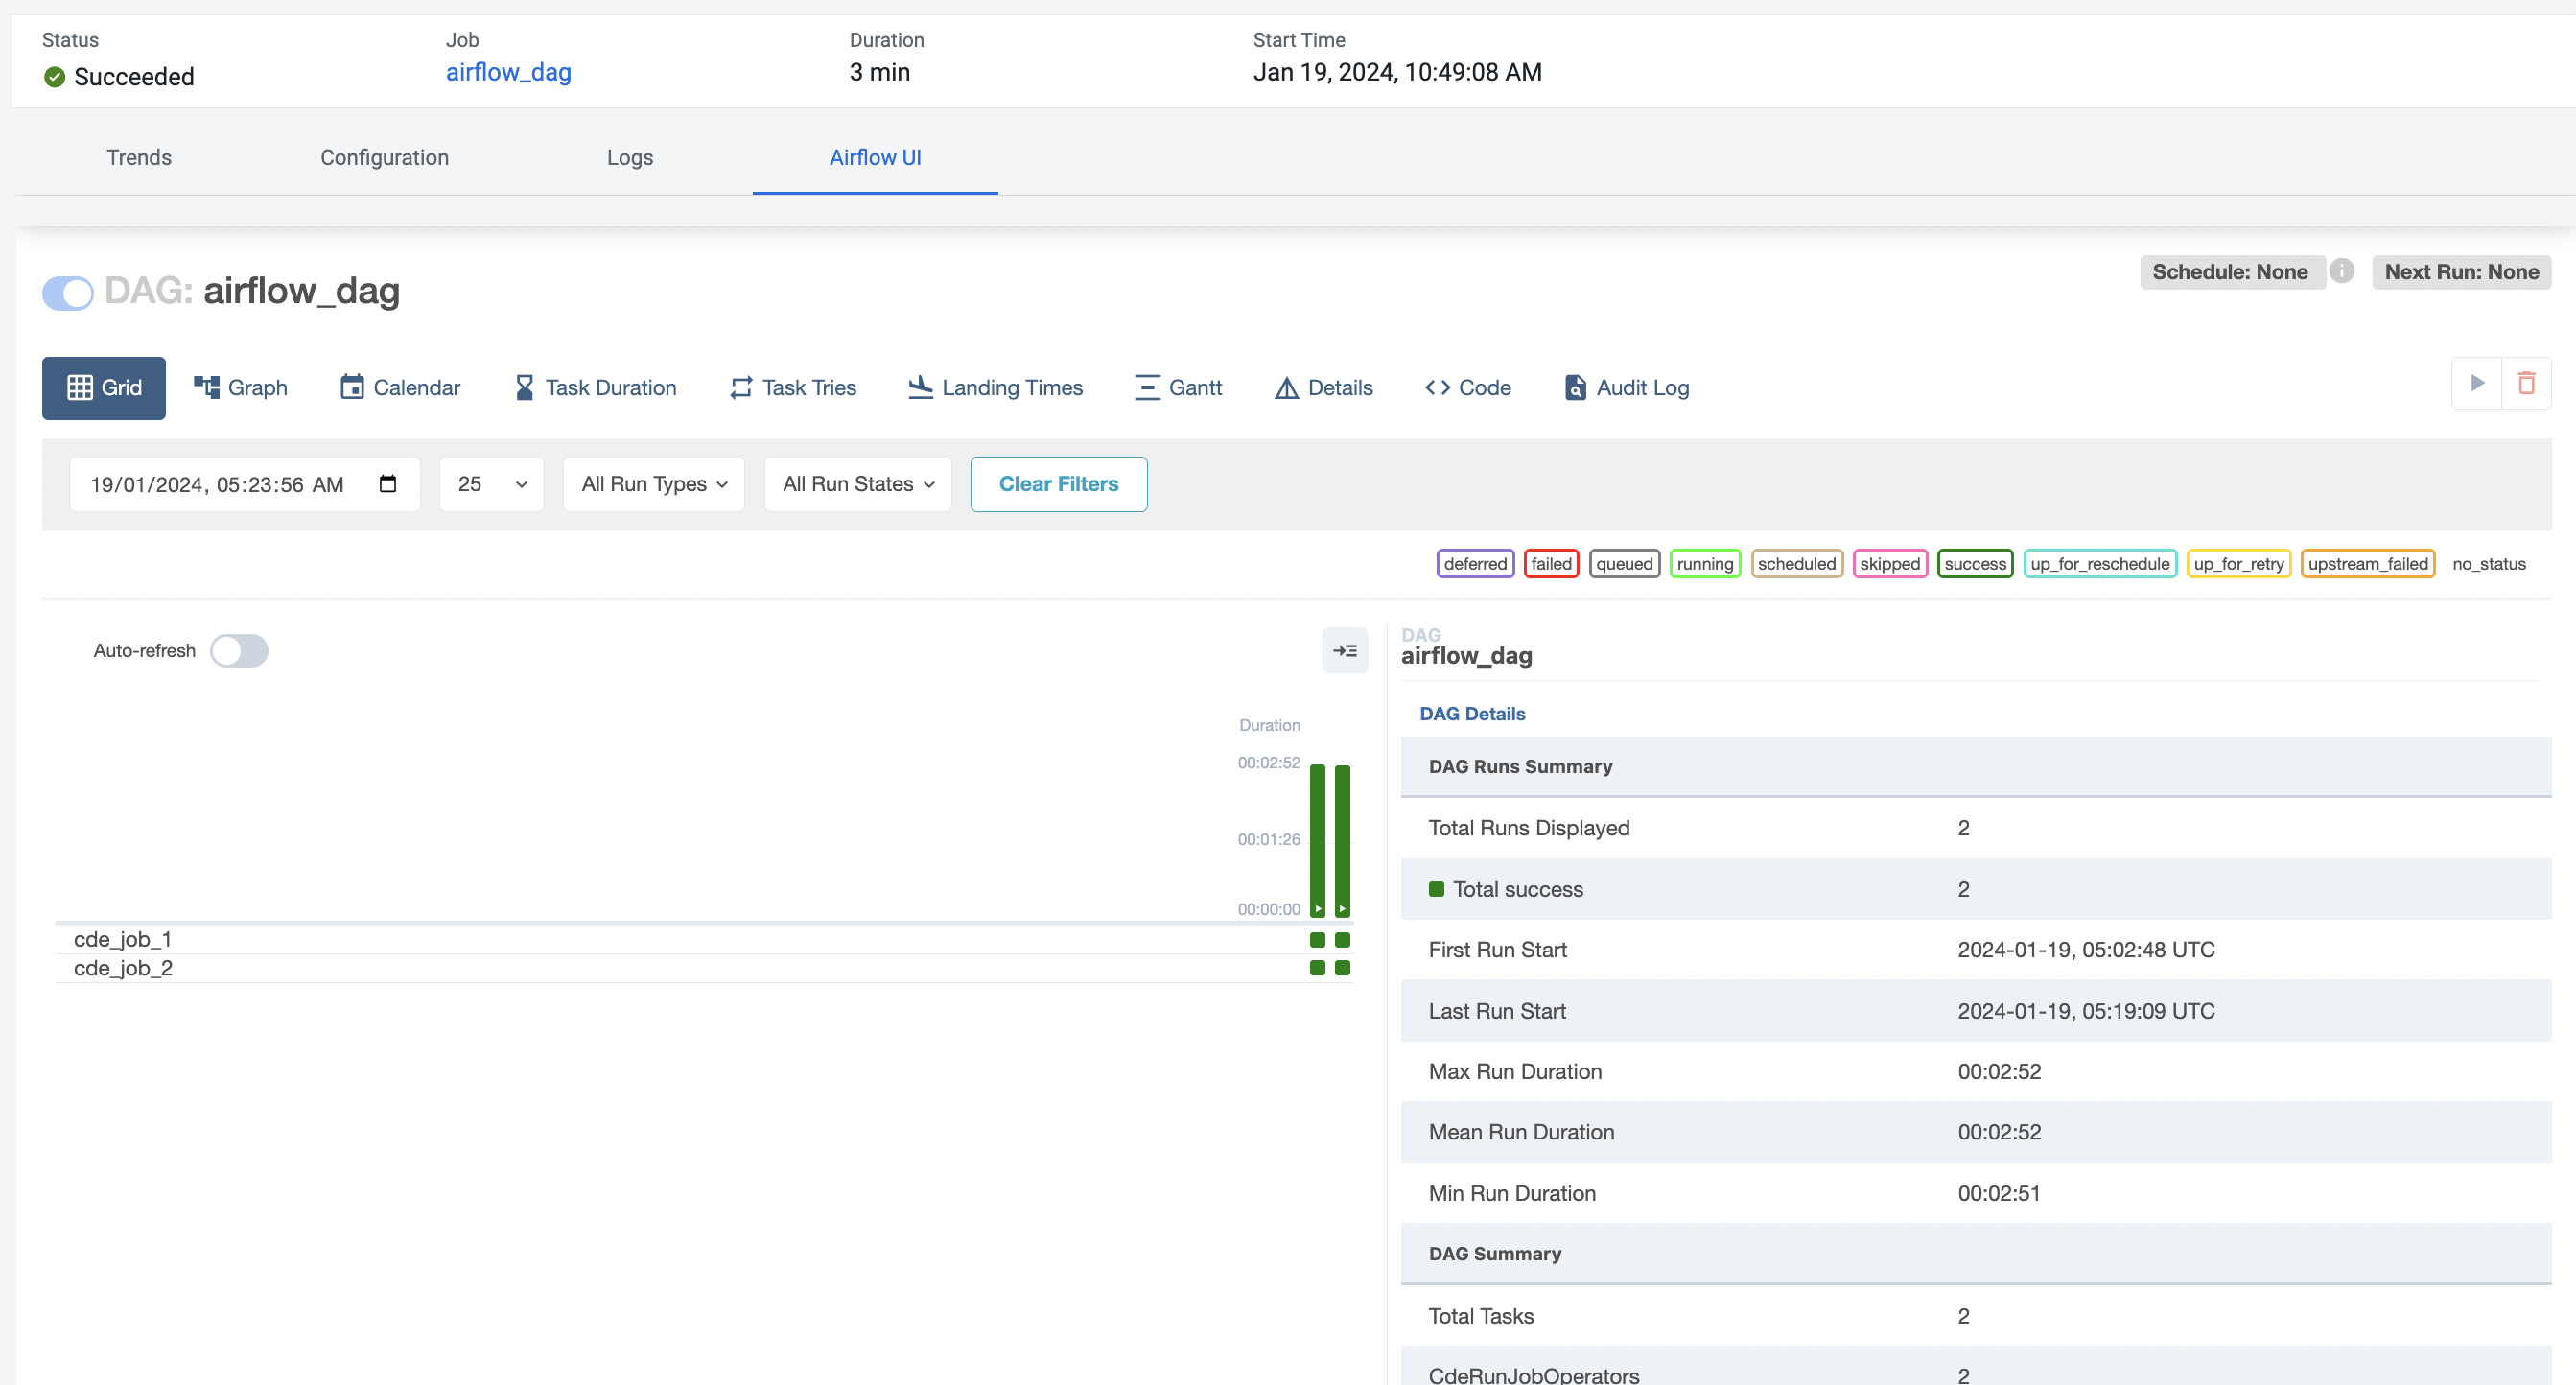 Status Job Duration Start Time
Succeeded airflow_dag 3 min Jan 19, 2024, 10:49:08 AM
Trends Configuration Logs Airflow UI
DAG: airflow_dag Schedule: None i Next Run: None
Grid Graph Calendar Task Duration Task Tries Landing Times Gantt Details Code Audit Log
19/01/2024, 05:23:56 AM 25 All Run Types All Run States Clear Filters
deferred failed queued running scheduled skipped success up_for_reschedule up_for_retry upstream_failed no_status
Auto-refresh
Duration
00:02:52
00:01:26
00:00:00
cde_job_1
cde_job_2
DAG
airflow_dag
DAG Details
DAG Runs Summary
Total Runs Displayed 2
Total success 2
First Run Start 2024-01-19, 05:02:48 UTC
Last Run Start 2024-01-19, 05:19:09 UTC
Max Run Duration 00:02:52
Mean Run Duration 00:02:52
Min Run Duration 00:02:51
DAG Summary
Total Tasks 2
CdeRunJobOperators 2